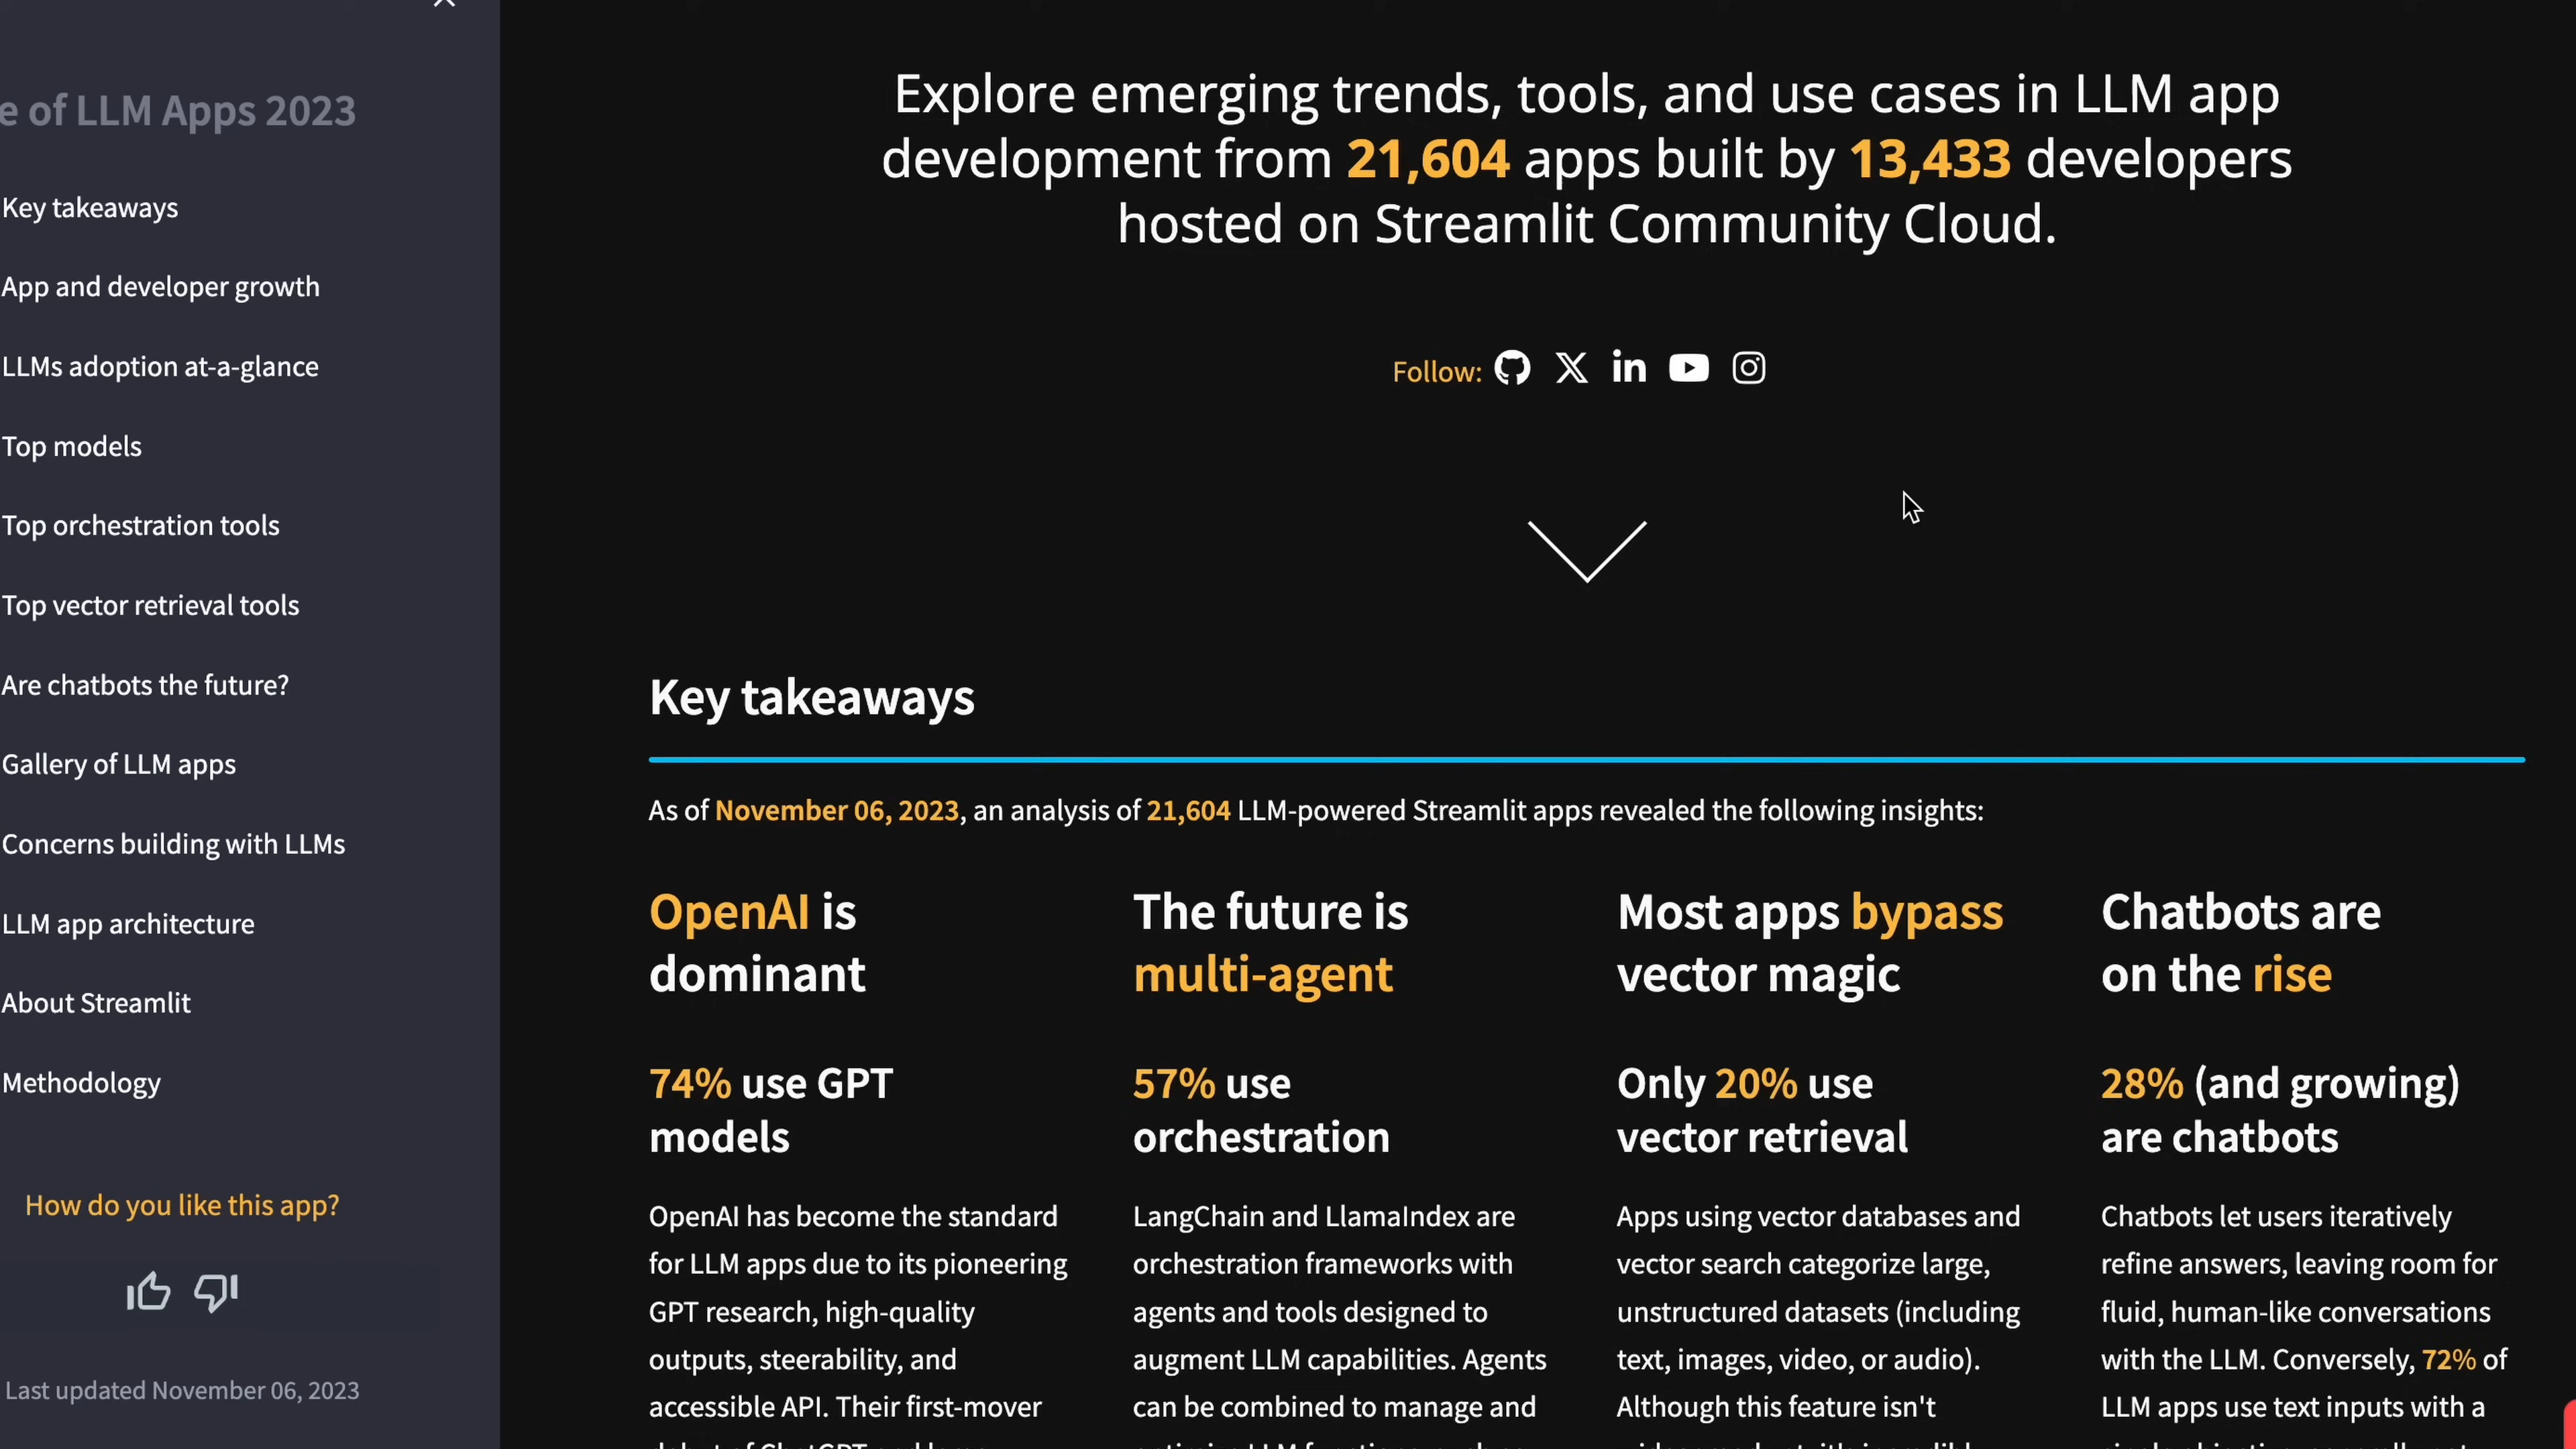 e of LLM Apps 2023
Key takeaways
App and developer growth
LLMs adoption at-a-glance
Top models
Top orchestration tools
Top vector retrieval tools
Are chatbots the future?
Gallery of LLM apps
Concerns building with LLMs
LLM app architecture
About Streamlit
Methodology
How do you like this app?
Last updated November 06, 2023
Explore emerging trends, tools, and use cases in LLM app
development from 21,604 apps built by 13,433 developers
hosted on Streamlit Community Cloud.
Follow:
Key takeaways
As of November 06, 2023, an analysis of 21,604 LLM-powered Streamlit apps revealed the following insights:
OpenAI is
dominant
74% use GPT
models
OpenAI has become the standard
for LLM apps due to its pioneering
GPT research, high-quality
outputs, steerability, and
accessible API. Their first-mover
The future is
multi-agent
57% use
orchestration
LangChain and LlamaIndex are
orchestration frameworks with
agents and tools designed to
augment LLM capabilities. Agents
can be combined to manage and
Most apps bypass
vector magic
Only 20% use
vector retrieval
Apps using vector databases and
vector search categorize large,
unstructured datasets (including
text, images, video, or audio).
Although this feature isn't
Chatbots are
on the rise
28% (and growing)
are chatbots
Chatbots let users iteratively
refine answers, leaving room for
fluid, human-like conversations
with the LLM. Conversely, 72% of
LLM apps use text inputs with a